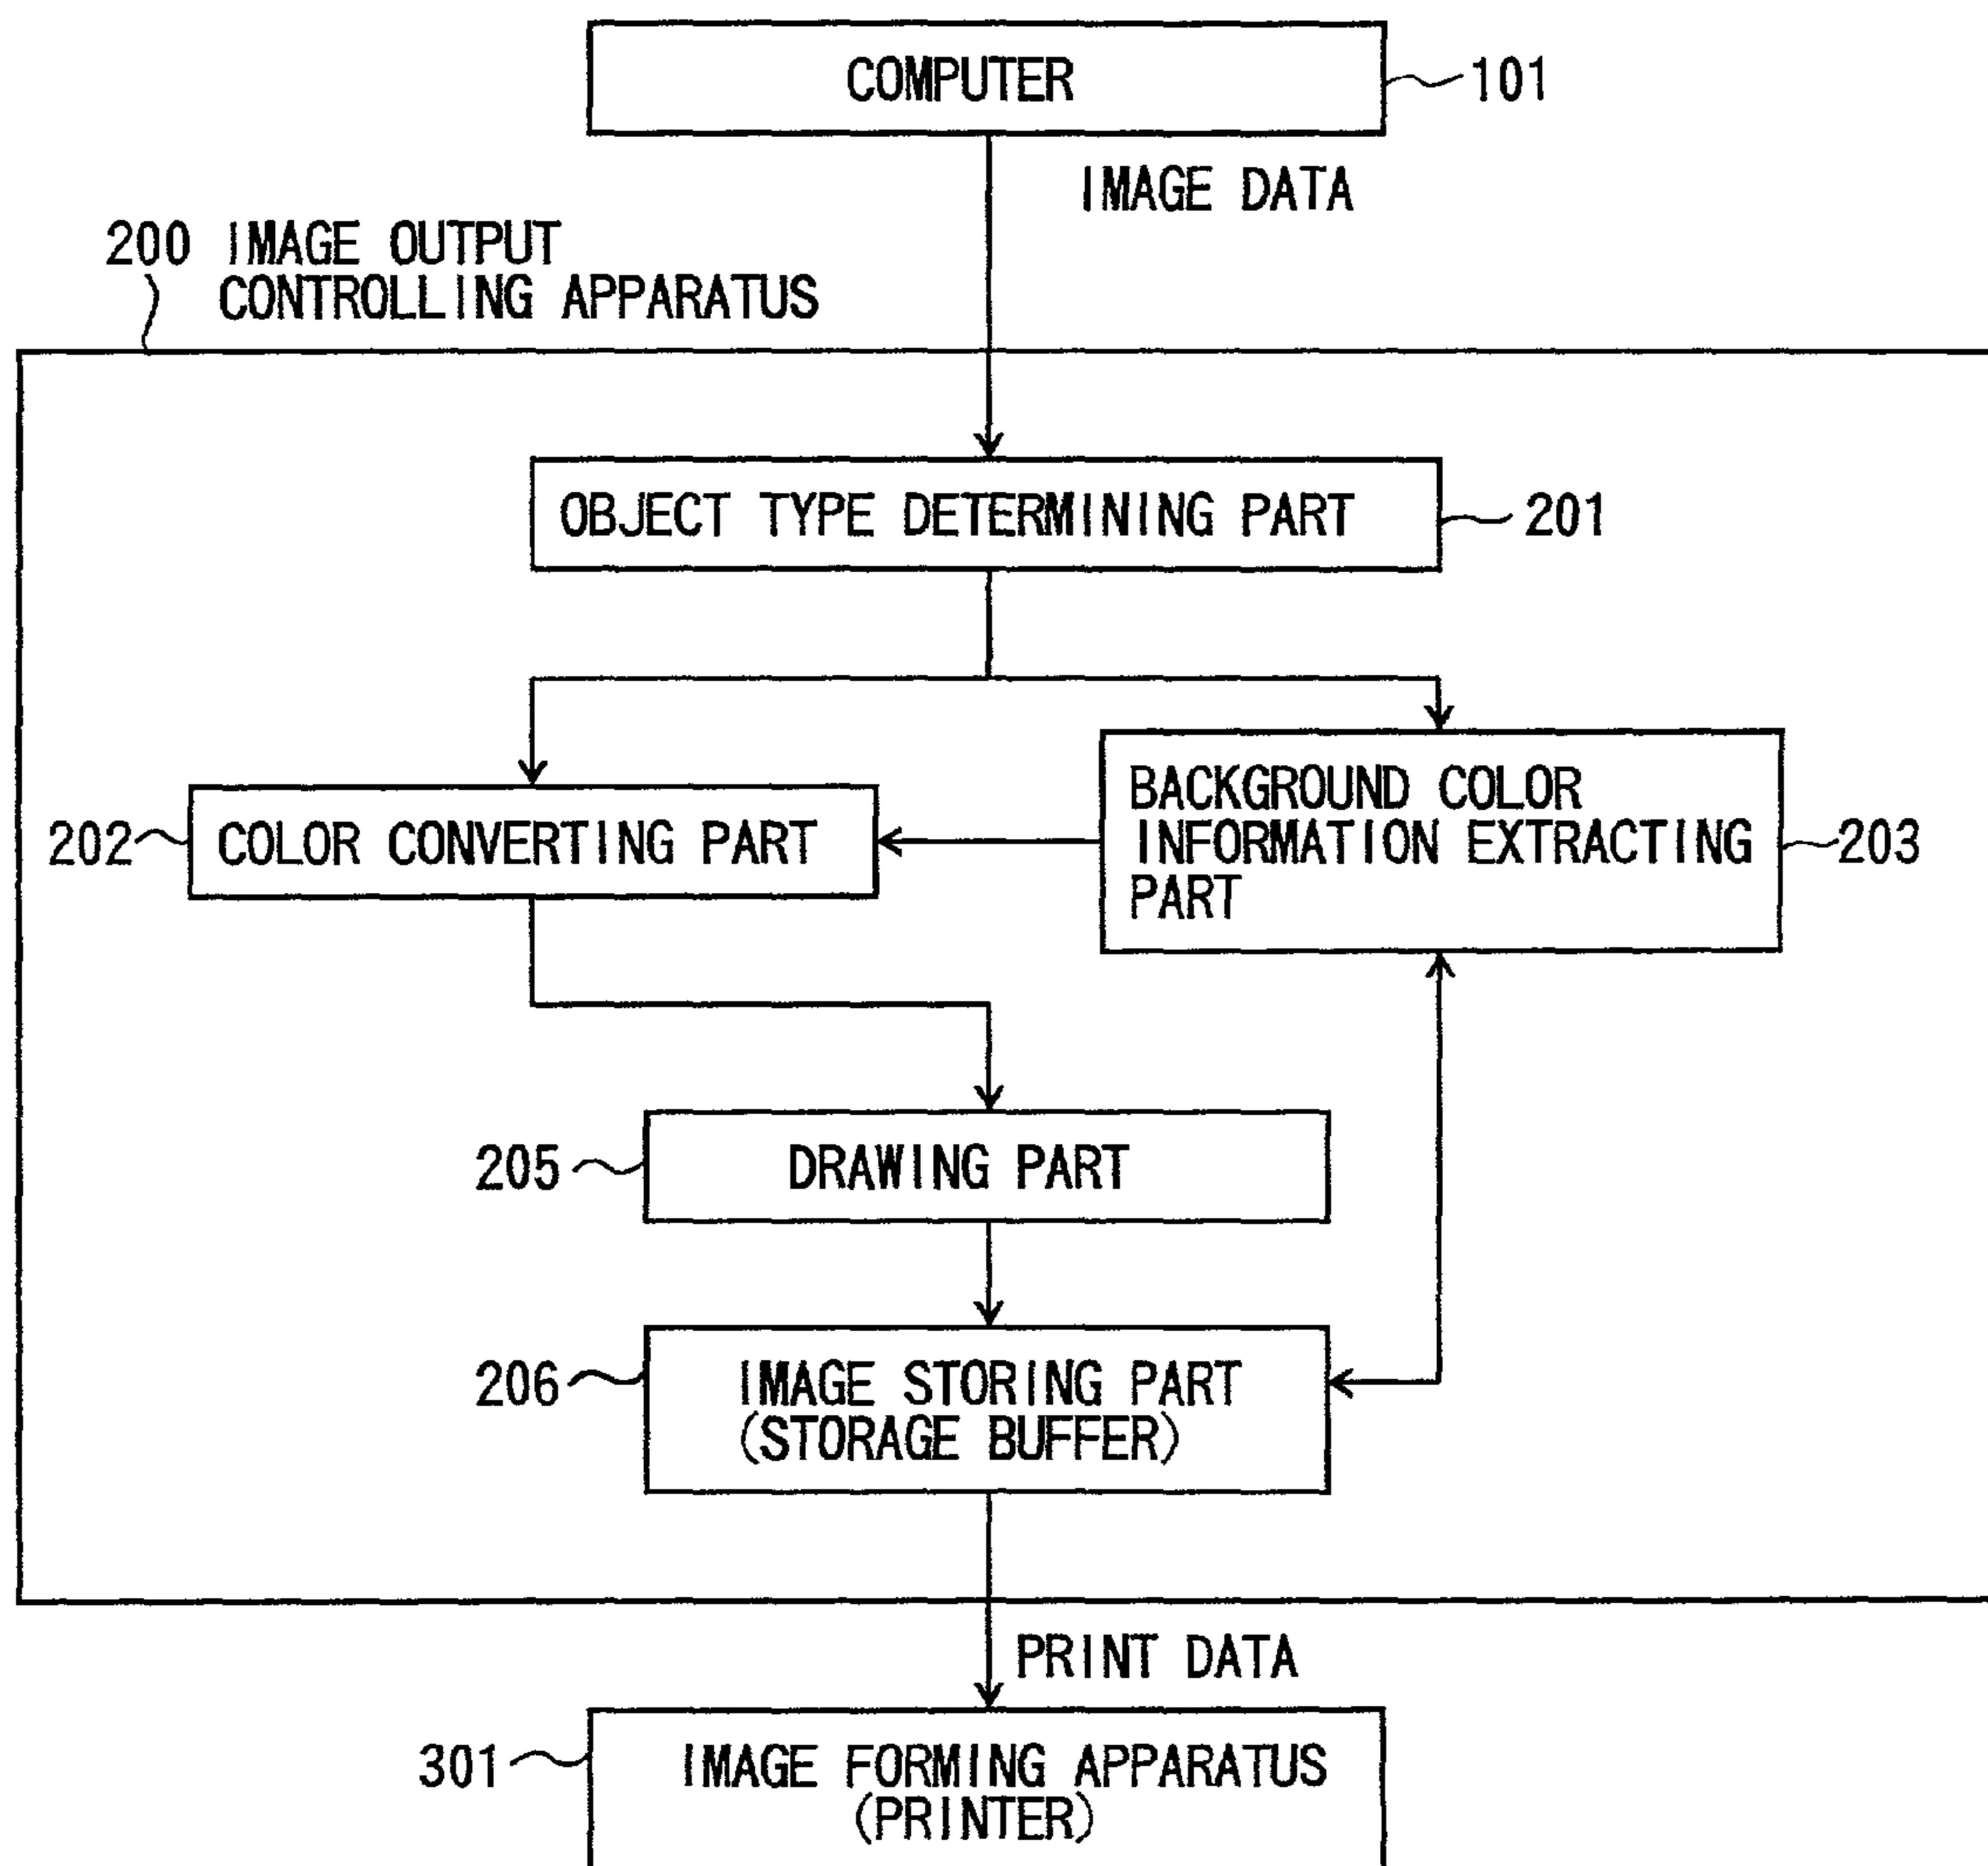 COMPUTER
101
IMAGE DATA
200 IMAGE OUTPUT
CONTROLLING APPARATUS
OBJECT TYPE DETERMINING PART
201
202
COLOR CONVERTING PART
BACKGROUND COLOR
INFORMATION EXTRACTING
PART
203
205
DRAWING PART
206
IMAGE STORING PART
(STORAGE BUFFER)
PRINT DATA
301
IMAGE FORMING APPARATUS
(PRINTER)